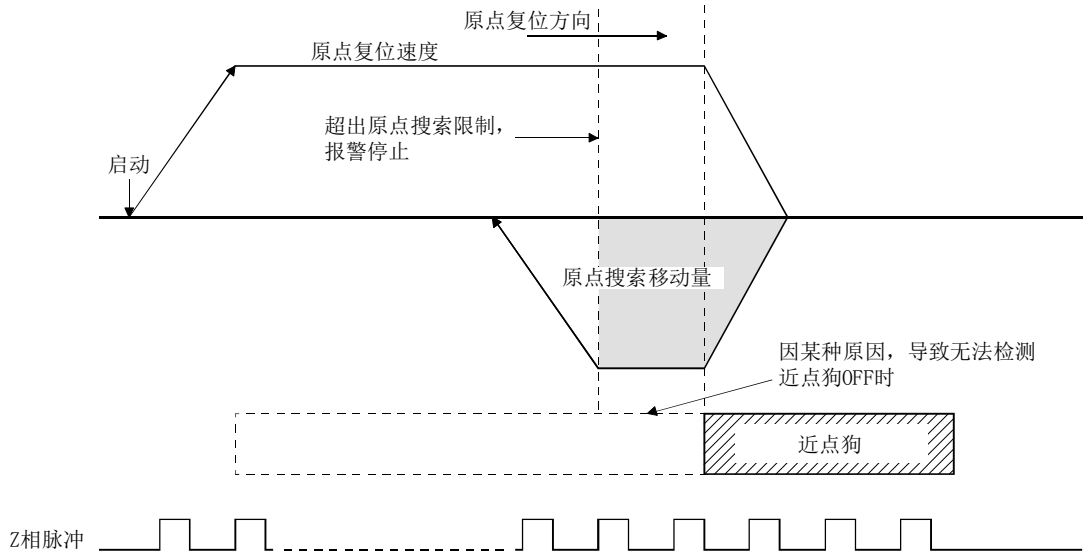 原点复位方向
原点复位速度
超出原点搜索限制，
报警停止
启动
原点搜索移动量
因某种原因，导致无法检测
近点狗OFF时
近点狗
Z相脉冲